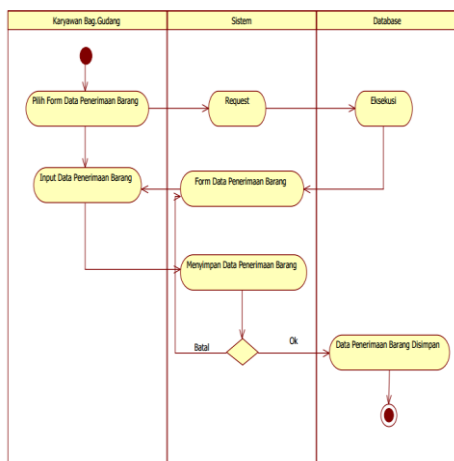 Karyawan Bag.Gudang
Sistem
Database
Pilih Form Data Penerimaan Barang
Request
Eksekusi
Input Data Penerimaan Barang
Form Data Penerimaan Barang
Menyimpan Data Penerimaan Barang
Batal
Ok
Data Penerimaan Barang Disimpan